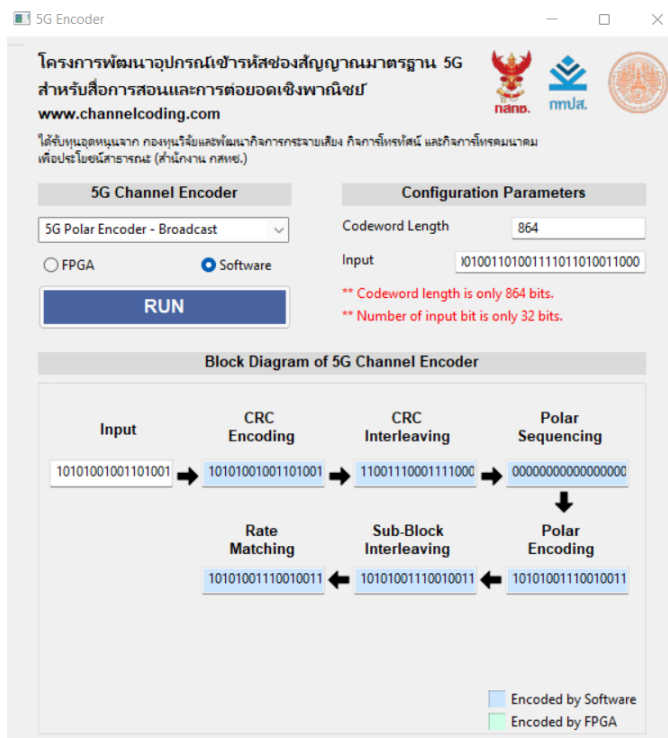 5G Encoder
โครงการพัฒนาอุปกรณ์เข้ารหัสช่องสัญญาณมาตรฐาน 5G
สำหรับสื่อการสอนและการต่อยอดเชิงพาณิชย์
www.channelcoding.com
กสทช.
กทปส.
ได้รับทุนอุดหนุนจาก กองทุนวิจัยและพัฒนากิจการกระจายเสียง กิจการโทรทัศน์ และกิจการโทรคมนาคม
เพื่อประโยชน์สาธารณะ (สำนักงาน กสทช.)
5G Channel Encoder
Configuration Parameters
5G Polar Encoder - Broadcast
Codeword Length
864
FPGA
Software
Input
)01001101001111011010011000
RUN
** Codeword length is only 864 bits.
** Number of input bit is only 32 bits.
Block Diagram of 5G Channel Encoder
Input
CRC
Encoding
CRC
Interleaving
Polar
Sequencing
10101001001101001
10101001001101001
11001110001111000
00000000000000000
Rate
Matching
Sub-Block
Interleaving
Polar
Encoding
10101001110010011
10101001110010011
10101001110010011
Encoded by Software
Encoded by FPGA